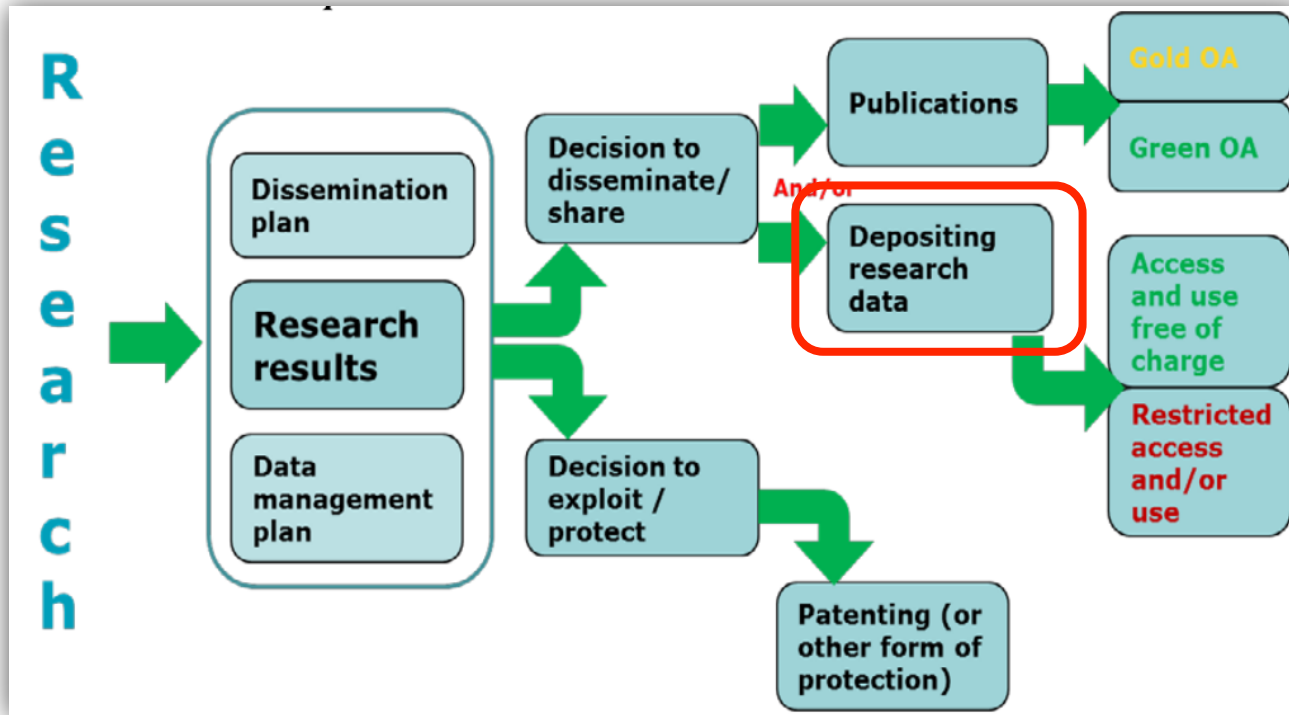 Research
Dissemination
plan
Research
results
Data
management
plan
Decision to
disseminate/
share
Decision to
exploit /
protect
And/or
Publications
Depositing
research
data
Patenting (or
other form of
protection)
Gold OA
Green OA
Access
and use
free of
charge
Restricted
access
and/or
use